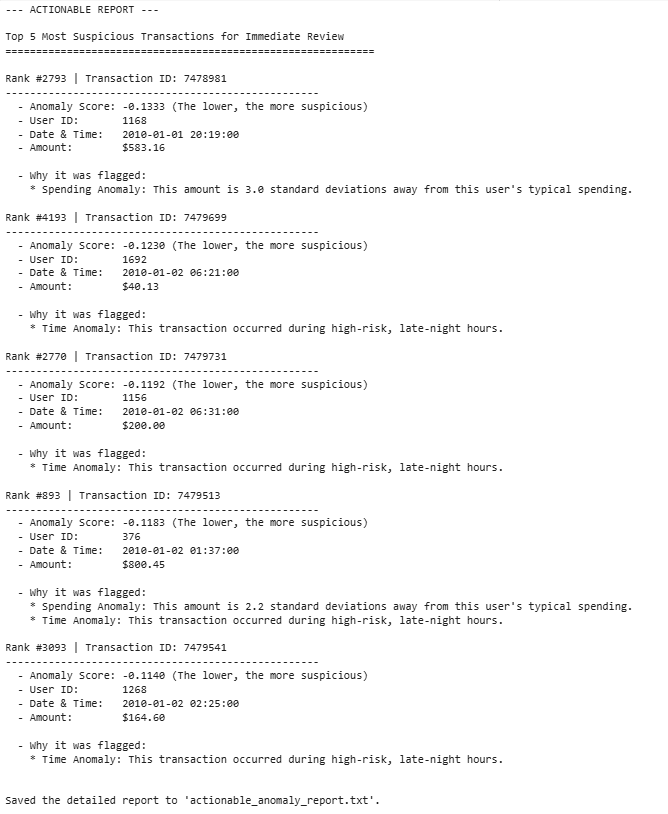 --- ACTIONABLE REPORT ---
Top 5 Most Suspicious Transactions for Immediate Review
==============================================================
Rank #2793 | Transaction ID: 7478981
----------------------------------------------------
- Anomaly Score: -0.1333 (The lower, the more suspicious)
- User ID: 1168
- Date & Time: 2010-01-01 20:19:00
- Amount: $583.16
- Why it was flagged:
* Spending Anomaly: This amount is 3.0 standard deviations away from this user's typical spending.
Rank #4193 | Transaction ID: 7479699
----------------------------------------------------
- Anomaly Score: -0.1230 (The lower, the more suspicious)
- User ID: 1692
- Date & Time: 2010-01-02 06:21:00
- Amount: $40.13
- Why it was flagged:
* Time Anomaly: This transaction occurred during high-risk, late-night hours.
Rank #2770 | Transaction ID: 7479731
----------------------------------------------------
- Anomaly Score: -0.1192 (The lower, the more suspicious)
- User ID: 1156
- Date & Time: 2010-01-02 06:31:00
- Amount: $200.00
- Why it was flagged:
* Time Anomaly: This transaction occurred during high-risk, late-night hours.
Rank #893 | Transaction ID: 7479513
----------------------------------------------------
- Anomaly Score: -0.1183 (The lower, the more suspicious)
- User ID: 376
- Date & Time: 2010-01-02 01:37:00
- Amount: $800.45
- Why it was flagged:
* Spending Anomaly: This amount is 2.2 standard deviations away from this user's typical spending.
* Time Anomaly: This transaction occurred during high-risk, late-night hours.
Rank #3093 | Transaction ID: 7479541
----------------------------------------------------
- Anomaly Score: -0.1140 (The lower, the more suspicious)
- User ID: 1268
- Date & Time: 2010-01-02 02:25:00
- Amount: $164.60
- Why it was flagged:
* Time Anomaly: This transaction occurred during high-risk, late-night hours.
Saved the detailed report to 'actionable_anomaly_report.txt'.